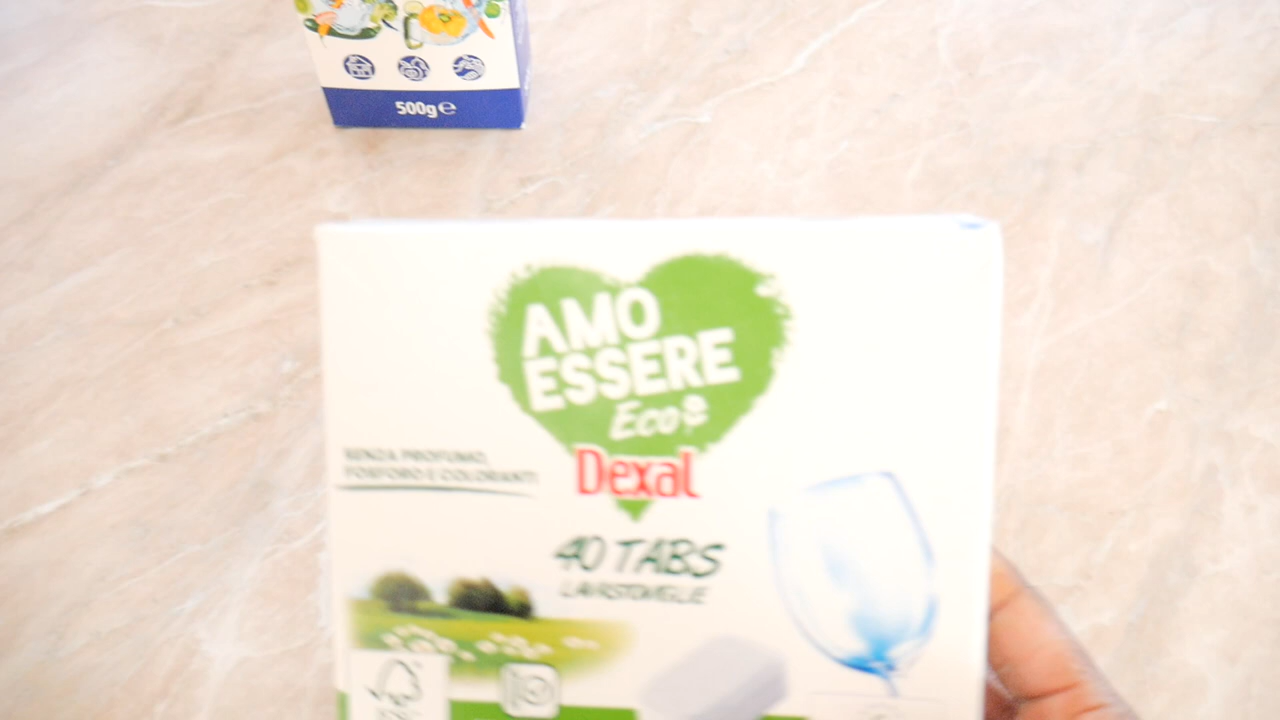 500g e
AMO
ESSERE
Eco
SENZA PROFUMO,
FOSFORO E COLORANTI
Dexal
40 TABS
LAVASTOVIGLIE